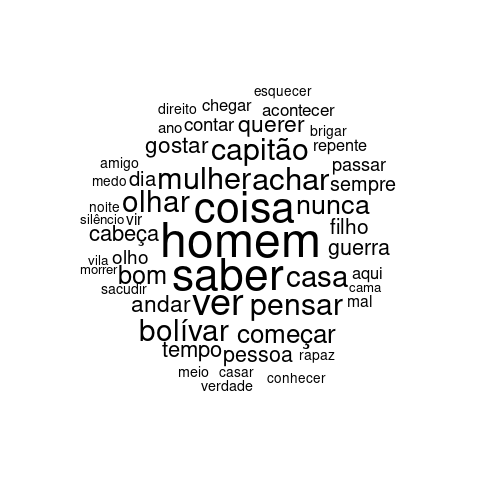 esquecer
direito chegar acontecer
ano contar querer brigar
gostar capitão repente
amigo passar
medo dia mulher achar sempre
noite olhar coisa nunca
silêncio vir filho
cabeça homem guerra
vila olho
morrer bom saber casa aqui
sacudir cama
andar ver pensar mal
bolívar começar
tempo pessoa rapaz
meio casar conhecer
verdade